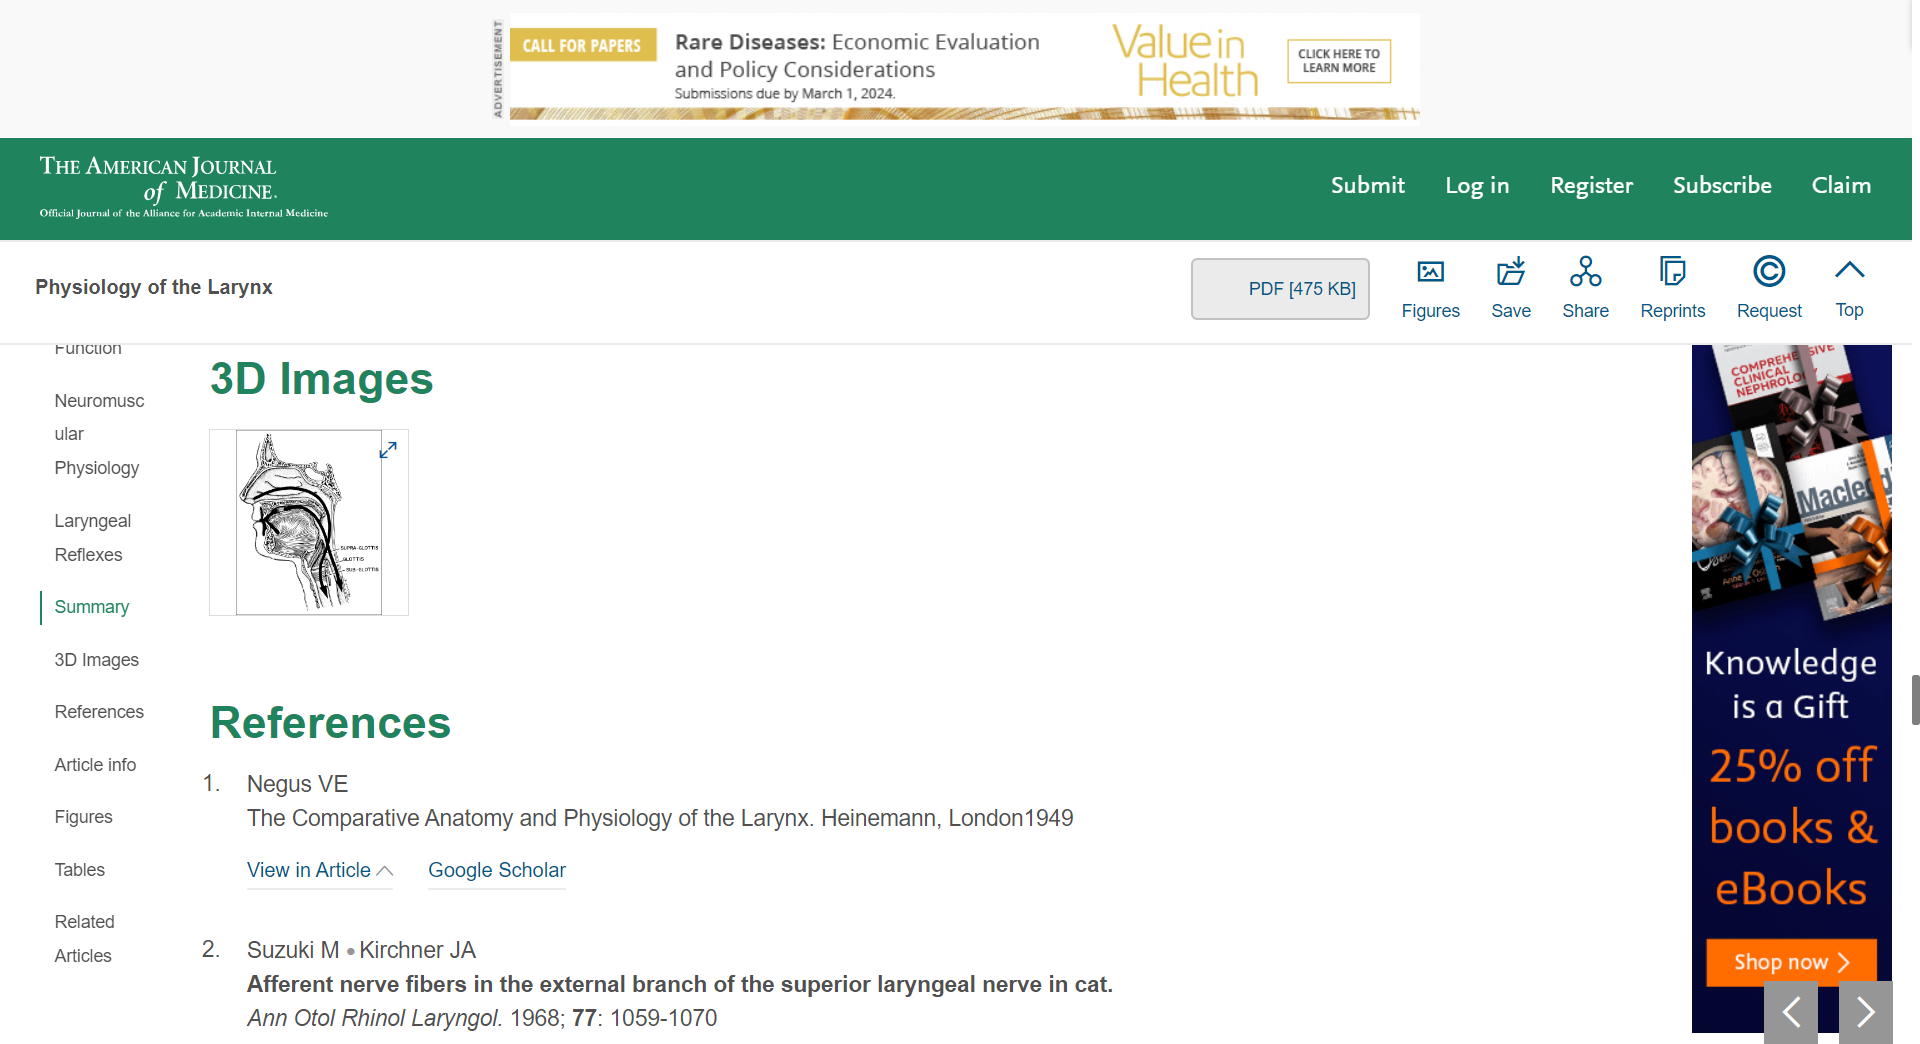 ADVERTISEMENT
CALL FOR PAPERS
Rare Diseases: Economic Evaluation
and Policy Considerations
Submissions due by March 1, 2024.
Value in
Health
CLICK HERE TO
LEARN MORE
THE AMERICAN JOURNAL
of MEDICINE.
Official Journal of the Alliance for Academic Internal Medicine
Submit
Log in
Register
Subscribe
Claim
Physiology of the Larynx
PDF [475 KB]
Figures
Save
Share
Reprints
Request
Top
Function
Neuromusc
ular
Physiology
Laryngeal
Reflexes
Summary
3D Images
References
Article info
Figures
Tables
Related
Articles
3D Images
SUPRA-GLOTTIS
GLOTTIS
SUB-GLOTTIS
References
1.
Negus VE
The Comparative Anatomy and Physiology of the Larynx. Heinemann, London1949
View in Article
Google Scholar
2.
Suzuki M • Kirchner JA
Afferent nerve fibers in the external branch of the superior laryngeal nerve in cat.
Ann Otol Rhinol Laryngol. 1968; 77: 1059-1070
COMPREHENSIVE
CLINICAL
NEPHROLOGY
Macleod
Knowledge
is a Gift
25% off
books &
eBooks
Shop now